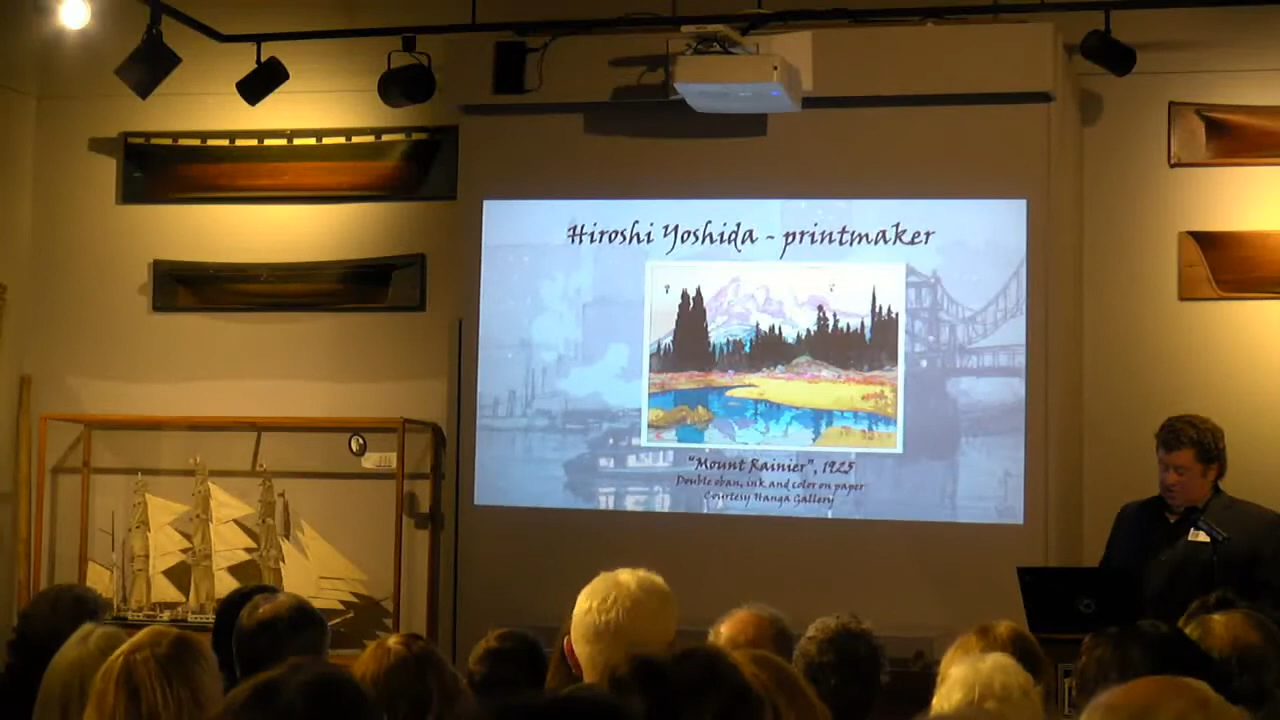 Hiroshi Yoshida - printmaker
"Mount Rainier", 1925
Double oban, ink and color on paper
Courtesy Hanga Gallery